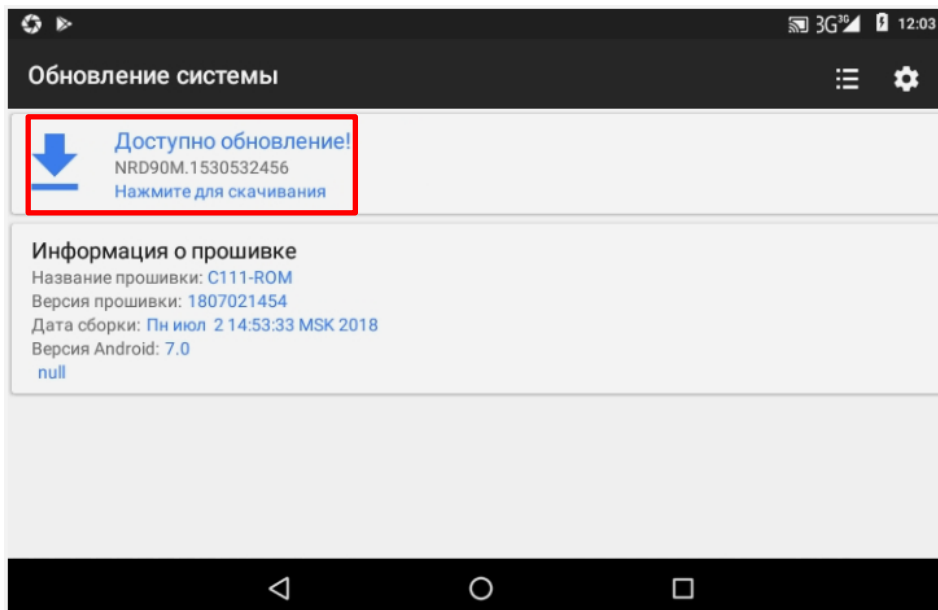 3G 3G 12:03
Обновление системы
Доступно обновление!
NRD90M.1530532456
Нажмите для скачивания
Информация о прошивке
Название прошивки: C111-ROM
Версия прошивки: 1807021454
Дата сборки: Пн июл 2 14:53:33 MSK 2018
Версия Android: 7.0
null